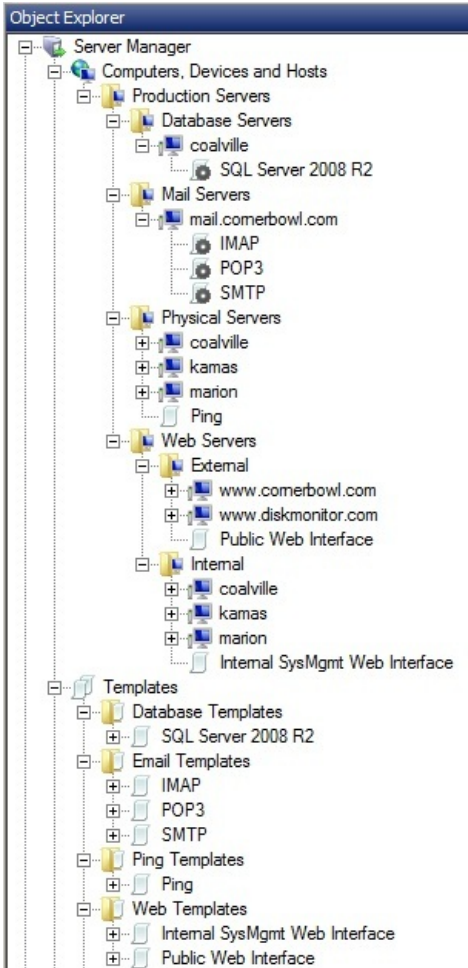 Object Explorer
Server Manager
Computers, Devices and Hosts
Production Servers
Database Servers
coalville
SQL Server 2008 R2
Mail Servers
mail.cornerbowl.com
IMAP
POP3
SMTP
Physical Servers
coalville
kamas
marion
Ping
Web Servers
External
www.cornerbowl.com
www.diskmonitor.com
Public Web Interface
Internal
coalville
kamas
marion
Internal SysMgmt Web Interface
Templates
Database Templates
SQL Server 2008 R2
Email Templates
IMAP
POP3
SMTP
Ping Templates
Ping
Web Templates
Internal SysMgmt Web Interface
Public Web Interface